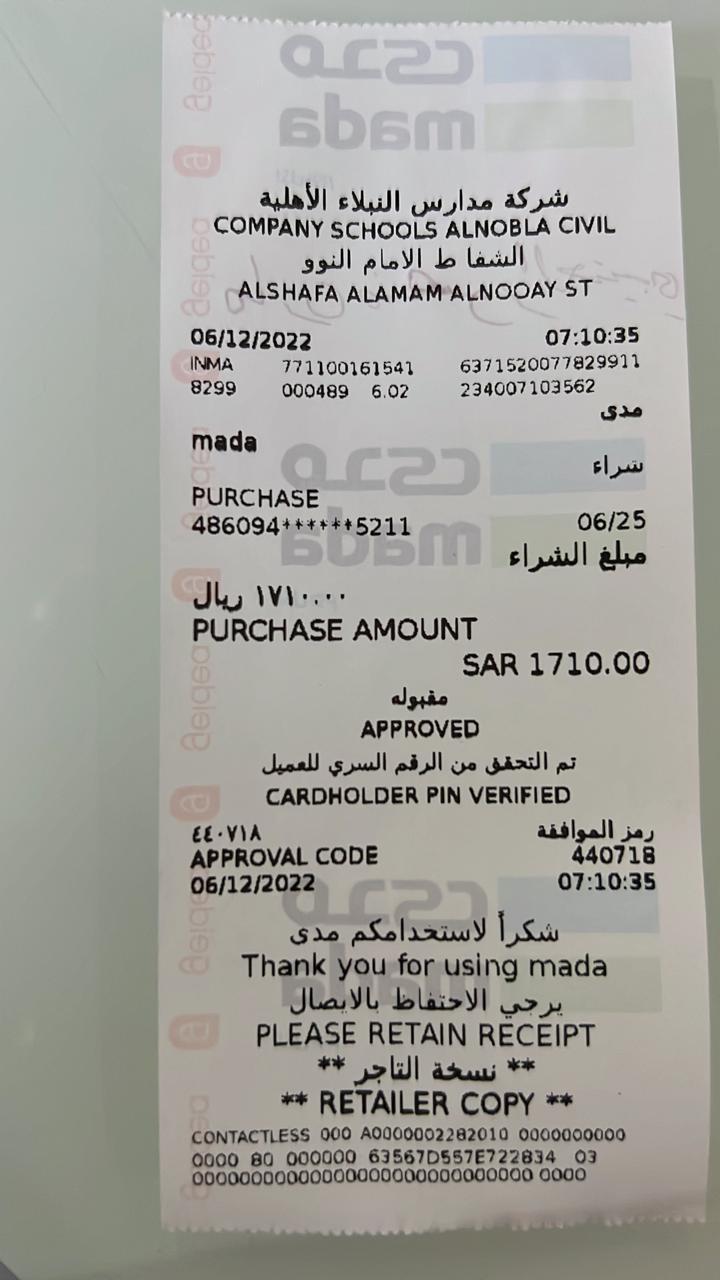 شركة مدارس النبلاء الأهلية
COMPANY SCHOOLS ALNOBLA CIVIL
الشفا ط الامام النوو
ALSHAFA ALAMAM ALNOOAY ST
06/12/2022 07:10:35
INMA 771100161541 6371520077829911
8299 000489 6.02 234007103562
مدى
mada
شراء
PURCHASE
486094******5211 06/25
مبلغ الشراء
١٧١٠.٠٠ ريال
PURCHASE AMOUNT
SAR 1710.00
مقبوله
APPROVED
تم التحقق من الرقم السري للعميل
CARDHOLDER PIN VERIFIED
رمز الموافقة ٤٤٠٧١٨
APPROVAL CODE 440718
06/12/2022 07:10:35
شكراً لاستخدامكم مدى
Thank you for using mada
يرجي الاحتفاظ بالايصال
PLEASE RETAIN RECEIPT
** نسخة التاجر **
** RETAILER COPY **
CONTACTLESS 000 A0000002282010 0000000000
0000 80 000000 63567D557E722834 03
0000000000000000000000000000000 0000